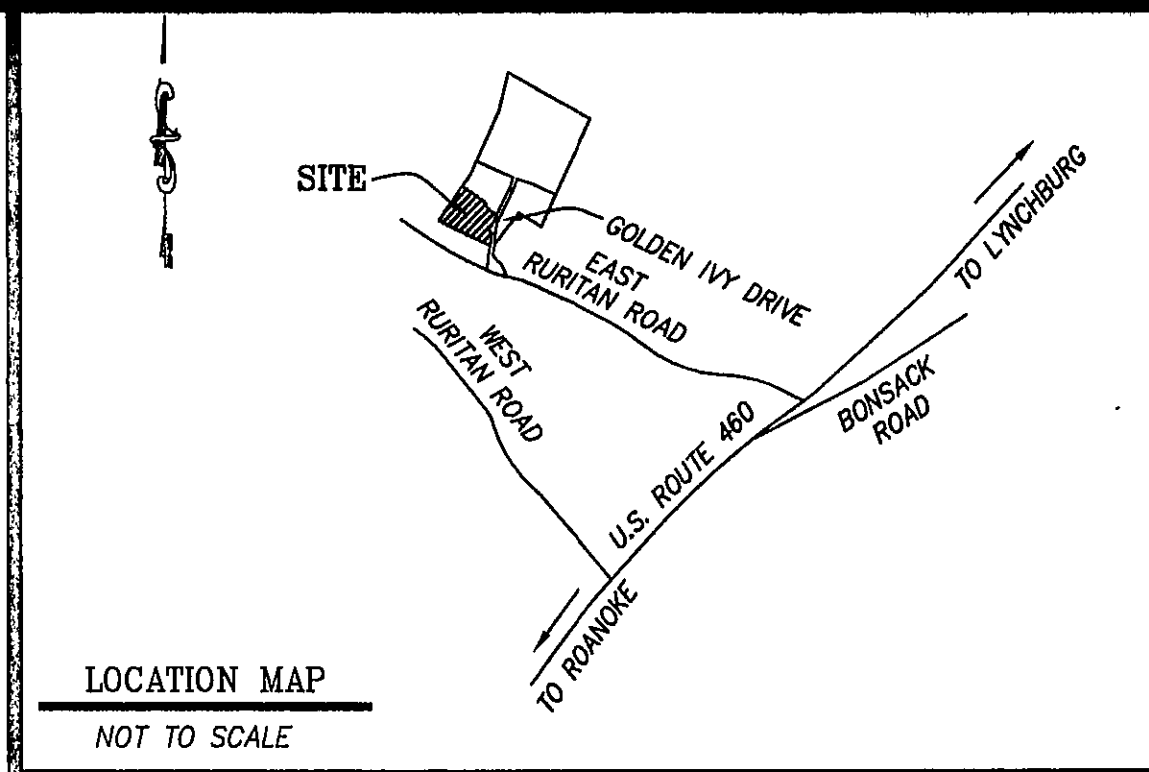 SITE
GOLDEN IVY DRIVE
EAST
RURITAN ROAD
WEST
RURITAN ROAD
TO LYNCHBURG
BONSACK
ROAD
U.S. ROUTE 460
TO ROANOKE
LOCATION MAP
NOT TO SCALE